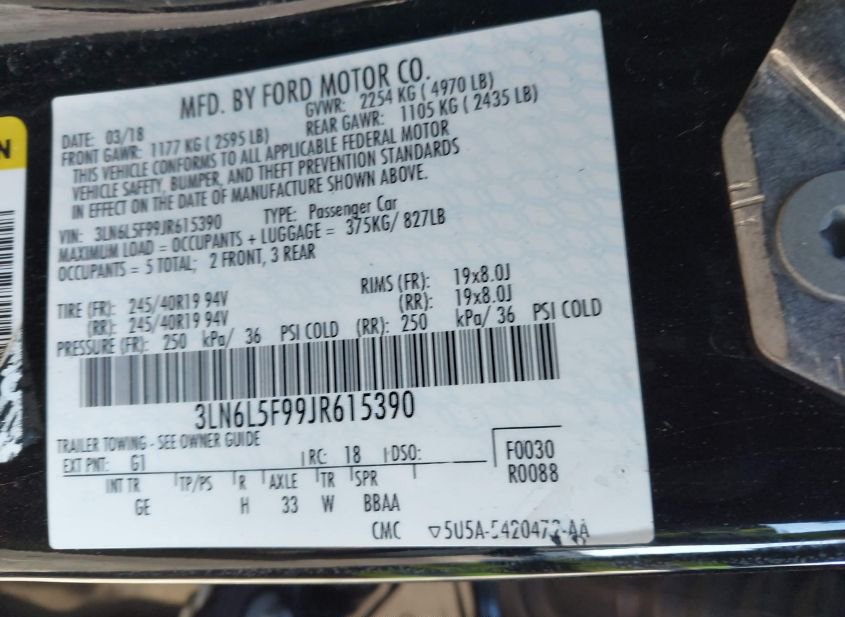 N
MFD. BY FORD MOTOR CO.
DATE: 03/18 GVWR: 2254 KG ( 4970 LB)
FRONT GAWR: 1177 KG ( 2595 LB) REAR GAWR: 1105 KG ( 2435 LB)
THIS VEHICLE CONFORMS TO ALL APPLICABLE FEDERAL MOTOR
VEHICLE SAFETY, BUMPER, AND THEFT PREVENTION STANDARDS
IN EFFECT ON THE DATE OF MANUFACTURE SHOWN ABOVE.
VIN: 3LN6L5F99JR615390 TYPE: Passenger Car
MAXIMUM LOAD = OCCUPANTS + LUGGAGE = 375KG/ 827LB
OCCUPANTS = 5 TOTAL; 2 FRONT, 3 REAR
TIRE (FR): 245/40R19 94V RIMS (FR): 19x8.0J
(RR): 245/40R19 94V (RR): 19x8.0J
PRESSURE (FR): 250 kPa/ 36 PSI COLD (RR): 250 kPa/ 36 PSI COLD
3LN6L5F99JR615390
TRAILER TOWING - SEE OWNER GUIDE
EXT PNT: G1 RC: 18 DSO: F0030
R0088
INT TR TP/PS R AXLE TR SPR
GE H 33 W BBAA
CMC ▽5U5A-5420472-AA